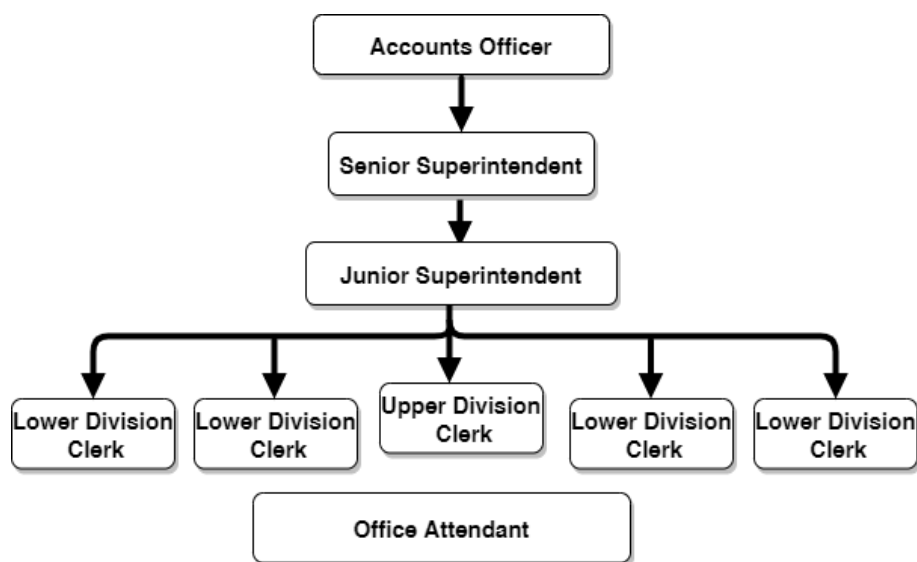 Accounts Officer
Senior Superintendent
Junior Superintendent
Lower Division
Clerk
Lower Division
Clerk
Upper Division
Clerk
Lower Division
Clerk
Lower Division
Clerk
Office Attendant